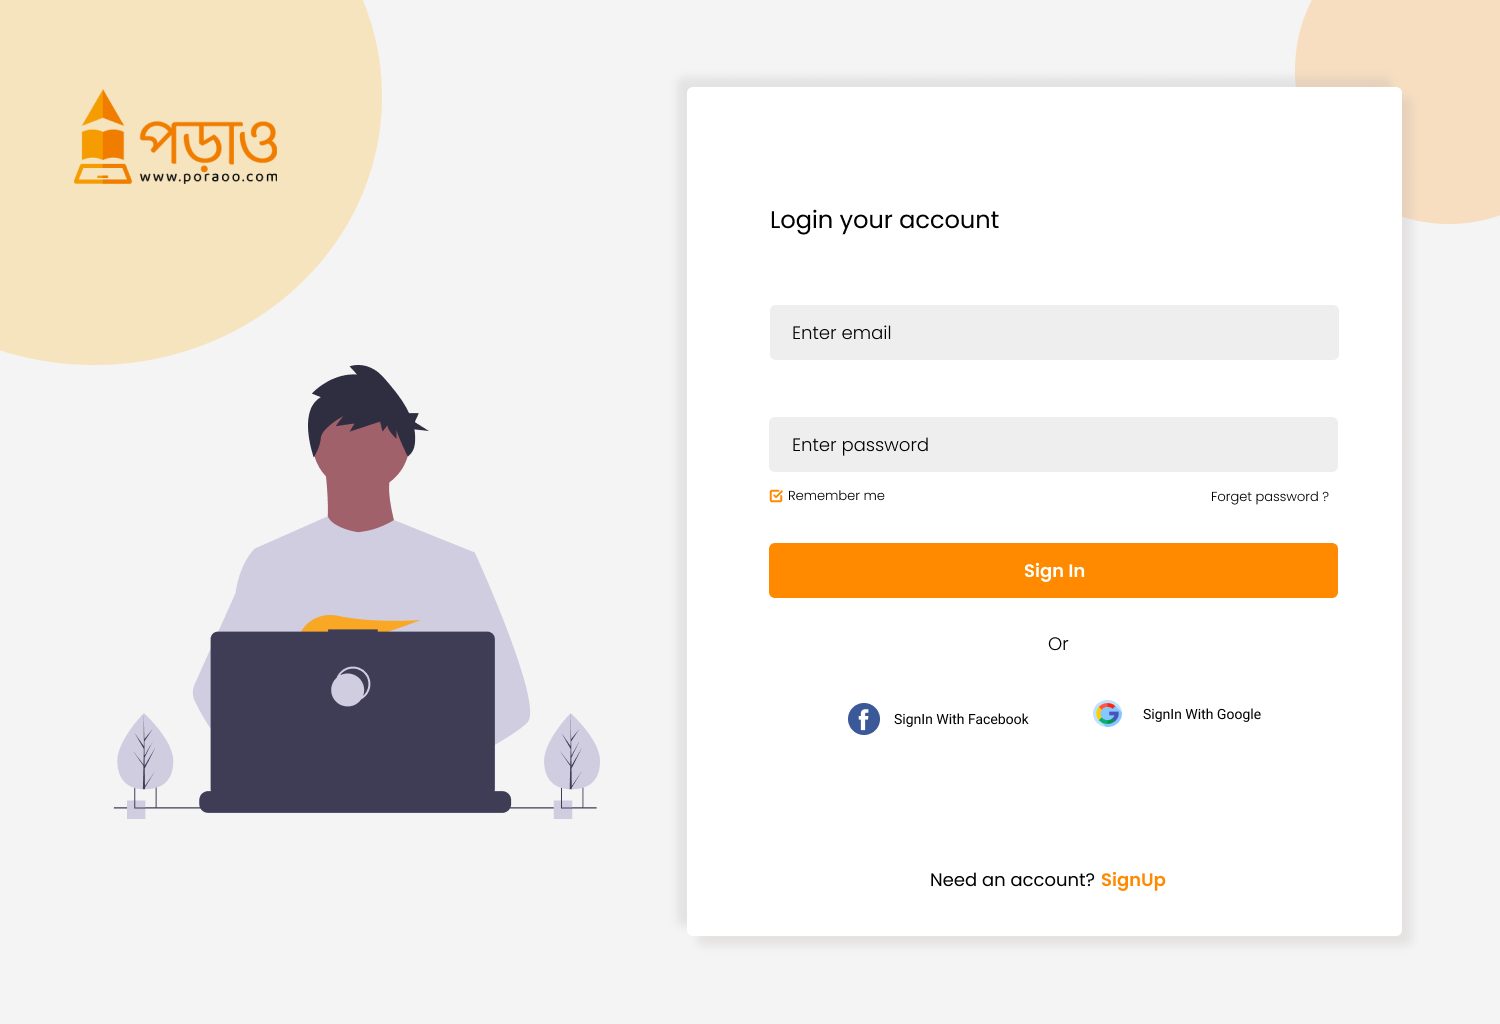 পড়াও
www.poraoo.com
Login your account
Enter email
Enter password
Remember me
Forget password ?
Sign In
Or
SignIn With Facebook
SignIn With Google
Need an account? SignUp